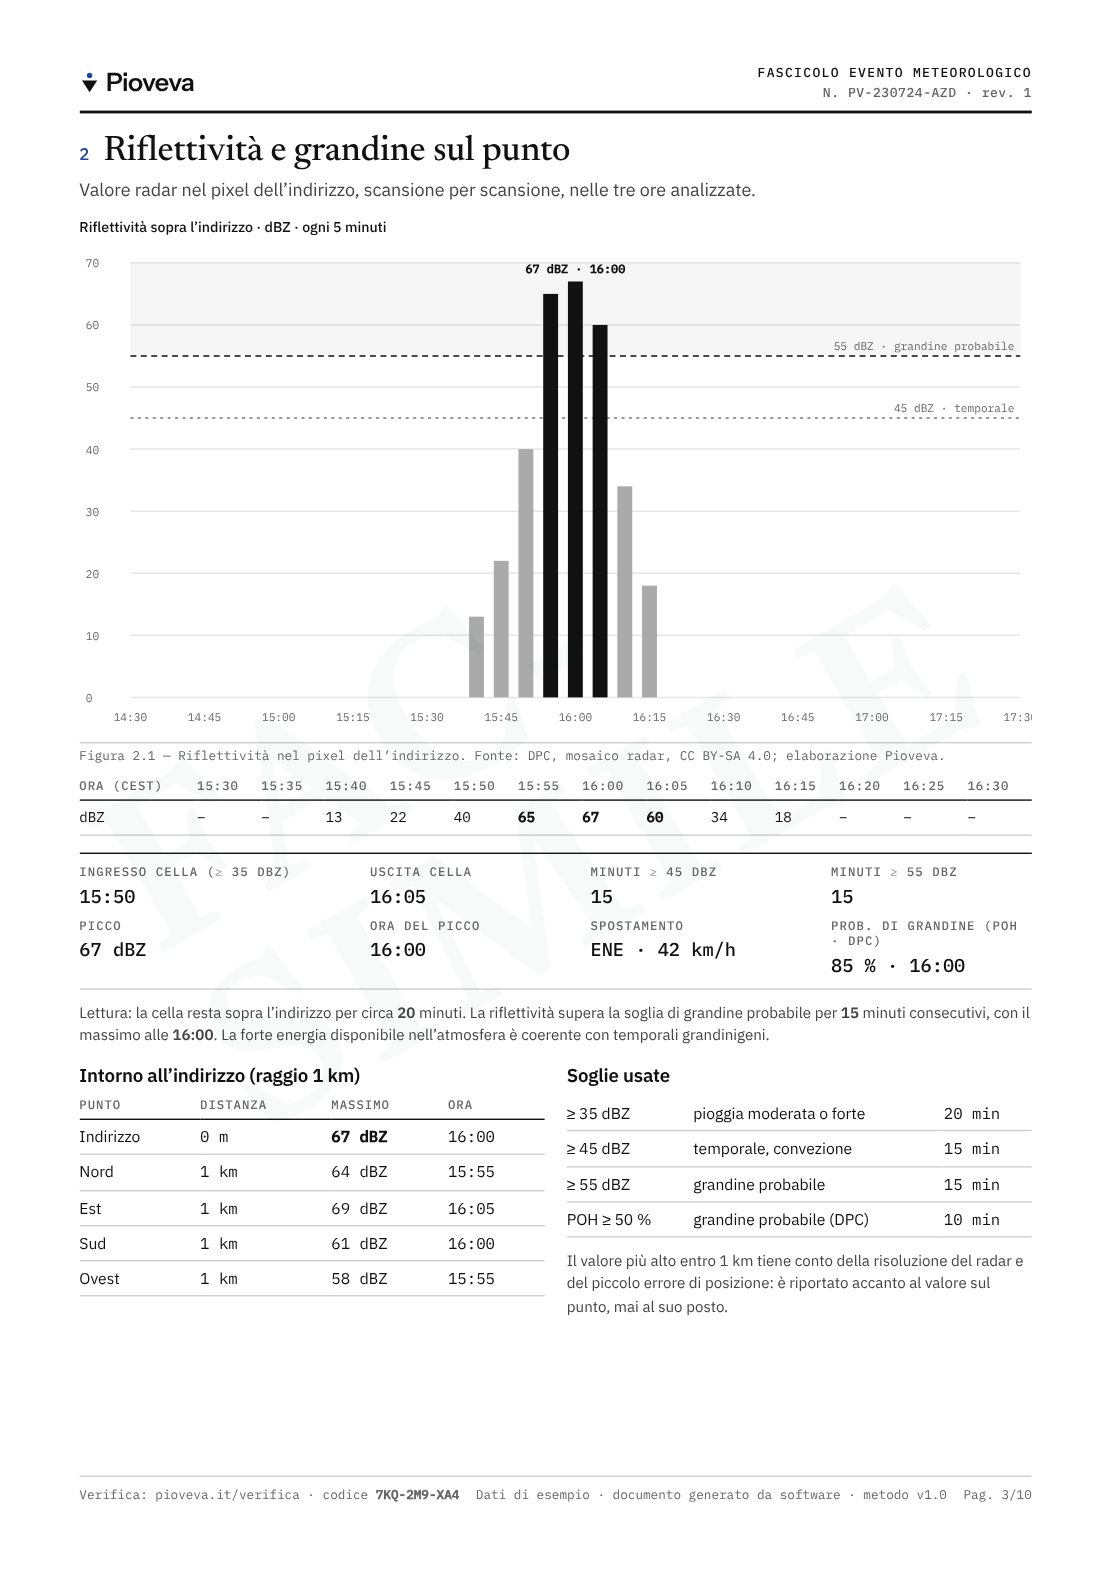 Pioveva
FASCICOLO EVENTO METEOROLOGICO
N. PV-230724-AZD · rev. 1
2 Riflettività e grandine sul punto
Valore radar nel pixel dell’indirizzo, scansione per scansione, nelle tre ore analizzate.
Riflettività sopra l’indirizzo · dBZ · ogni 5 minuti
70
67 dBZ · 16:00
60
55 dBZ · grandine probabile
50
45 dBZ · temporale
40
30
20
10
0
14:30 14:45 15:00 15:15 15:30 15:45 16:00 16:15 16:30 16:45 17:00 17:15 17:30
FAC-
SIMILE
Figura 2.1 — Riflettività nel pixel dell’indirizzo. Fonte: DPC, mosaico radar, CC BY-SA 4.0; elaborazione Pioveva.
ORA (CEST) 15:30 15:35 15:40 15:45 15:50 15:55 16:00 16:05 16:10 16:15 16:20 16:25 16:30
dBZ – – 13 22 40 65 67 60 34 18 – – –
INGRESSO CELLA (≥ 35 DBZ) USCITA CELLA MINUTI ≥ 45 DBZ MINUTI ≥ 55 DBZ
15:50 16:05 15 15
PICCO ORA DEL PICCO SPOSTAMENTO PROB. DI GRANDINE (POH
· DPC)
67 dBZ 16:00 ENE · 42 km/h 85 % · 16:00
Lettura: la cella resta sopra l’indirizzo per circa 20 minuti. La riflettività supera la soglia di grandine probabile per 15 minuti consecutivi, con il
massimo alle 16:00. La forte energia disponibile nell’atmosfera è coerente con temporali grandinigeni.
Intorno all’indirizzo (raggio 1 km)
PUNTO DISTANZA MASSIMO ORA
Indirizzo 0 m 67 dBZ 16:00
Nord 1 km 64 dBZ 15:55
Est 1 km 69 dBZ 16:05
Sud 1 km 61 dBZ 16:00
Ovest 1 km 58 dBZ 15:55
Soglie usate
≥ 35 dBZ pioggia moderata o forte 20 min
≥ 45 dBZ temporale, convezione 15 min
≥ 55 dBZ grandine probabile 15 min
POH ≥ 50 % grandine probabile (DPC) 10 min
Il valore più alto entro 1 km tiene conto della risoluzione del radar e
del piccolo errore di posizione: è riportato accanto al valore sul
punto, mai al suo posto.
Verifica: pioveva.it/verifica · codice 7KQ-2M9-XA4 Dati di esempio · documento generato da software · metodo v1.0 Pag. 3/10